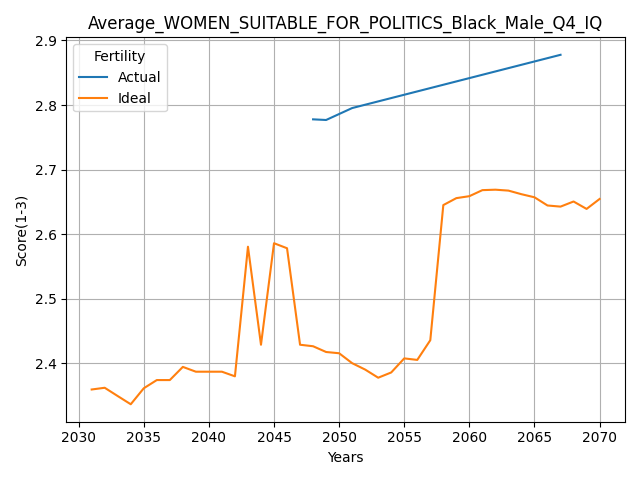 Average_WOMEN_SUITABLE_FOR_POLITICS_Black_Male_Q4_IQ
Fertility
Actual
Ideal
Score(1-3)
2.9
2.8
2.7
2.6
2.5
2.4
2030 2035 2040 2045 2050 2055 2060 2065 2070
Years